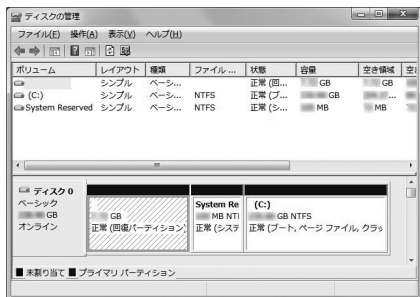 ディスクの管理
ファイル(F) 操作(A) 表示(V) ヘルプ(H)
ボリューム レイアウト 種類 ファイル ... 状態 容量 空き領域 空き
シンプル ベーシ... 正常 (回... GB GB
(C:) シンプル ベーシ... NTFS 正常 (ブ... GB ...
System Reserved シンプル ベーシ... NTFS 正常 (シ... MB MB
ディスク 0
ベーシック
GB
オンライン
GB
正常 (回復パーティション)
System Re
MB NTI
正常 (システ
(C:)
GB NTFS
正常 (ブート, ページ ファイル, クラッ
未割り当て プライマリ パーティション